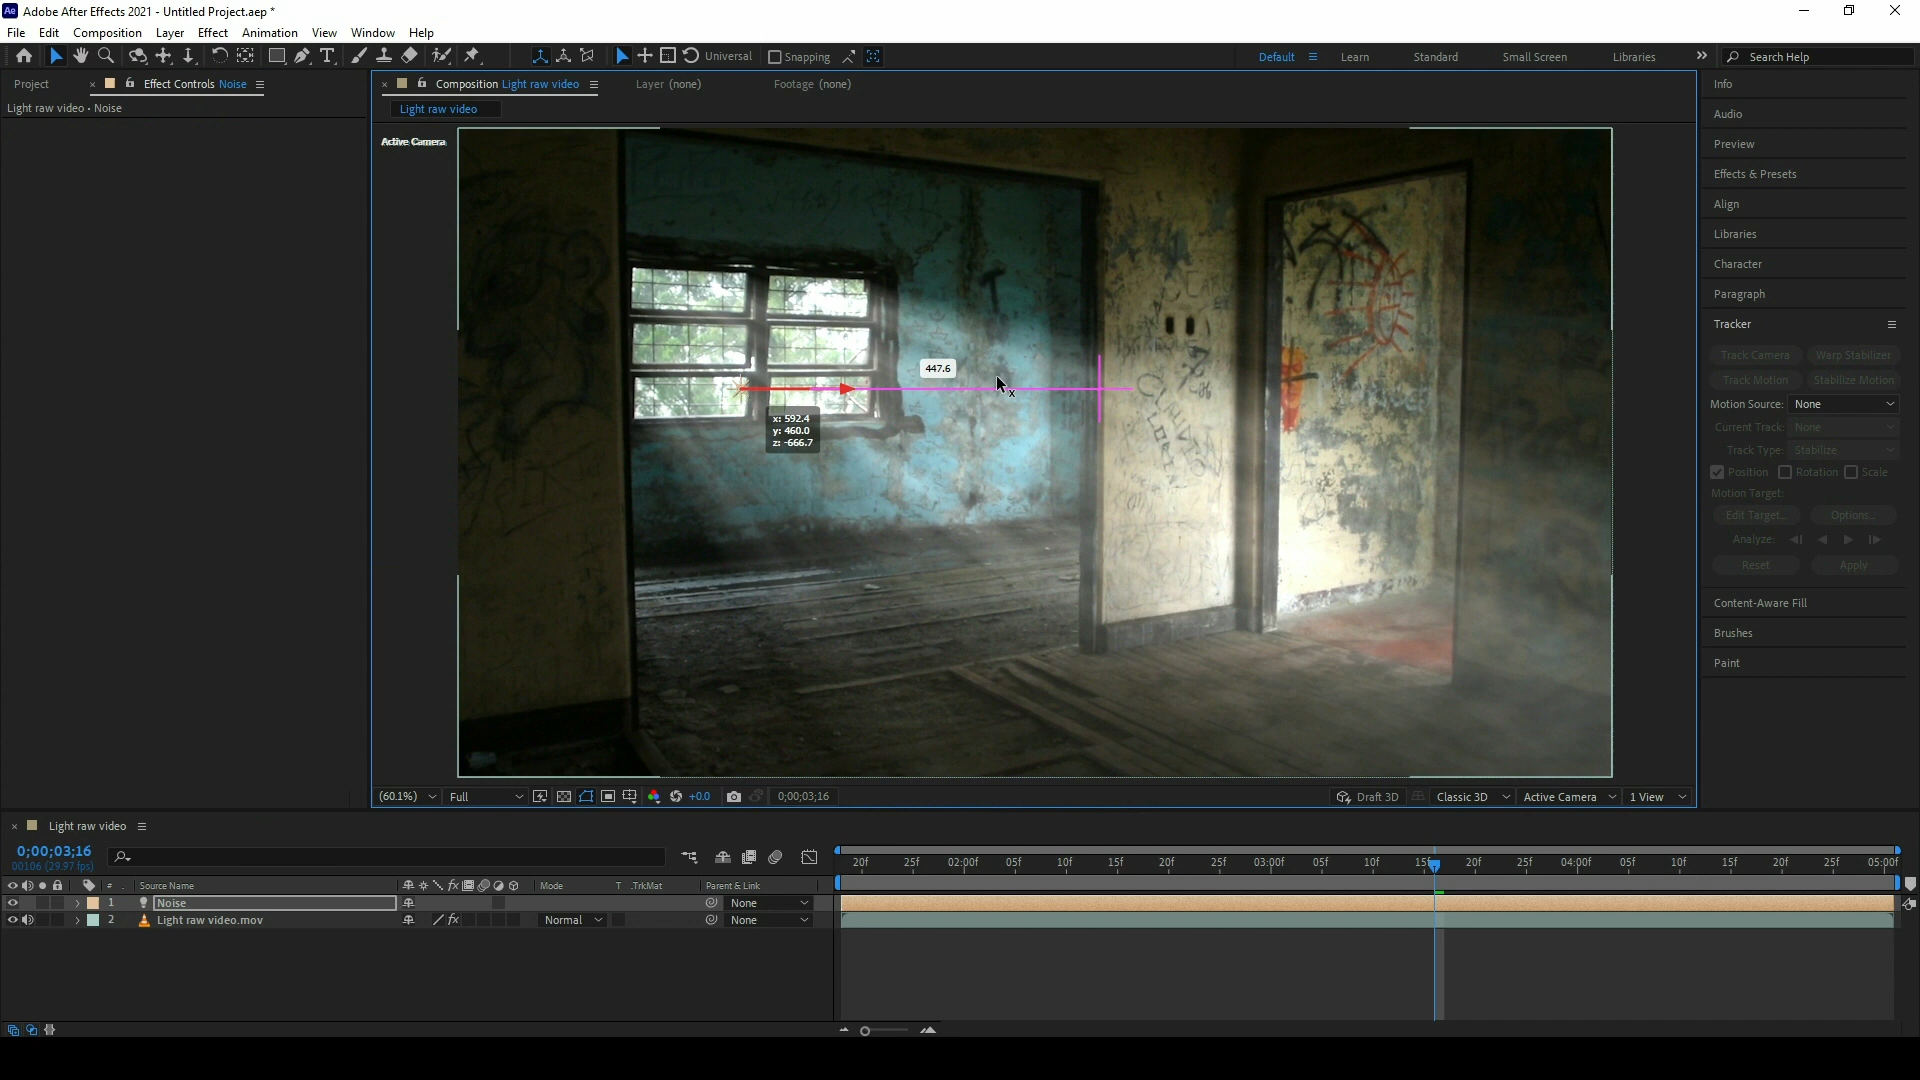 Ae Adobe After Effects 2021 - Untitled Project.aep *
File Edit Composition Layer Effect Animation View Window Help
Universal Snapping Default Learn Standard Small Screen Libraries Search Help
Project Effect Controls Noise
Light raw video • Noise
Composition Light raw video Layer (none) Footage (none)
Light raw video
Active Camera
447.6
x
x: 592.4
y: 460.0
z: -666.7
(60.1%) Full +0.0 0;00;03;16 Draft 3D Classic 3D Active Camera 1 View
Info
Audio
Preview
Effects & Presets
Align
Libraries
Character
Paragraph
Tracker
Track Camera Warp Stabilizer
Track Motion Stabilize Motion
Motion Source: None
Current Track: None
Track Type: Stabilize
Position Rotation Scale
Motion Target:
Edit Target... Options...
Analyze:
Reset Apply
Content-Aware Fill
Brushes
Paint
Light raw video
0;00;03;16
00106 (29.97 fps)
20f 25f 02:00f 05f 10f 15f 20f 25f 03:00f 05f 10f 15f 20f 25f 04:00f 05f 10f 15f 20f 25f 05:00f
# Source Name fx Mode T .TrkMat Parent & Link
1 Noise None
2 Light raw video.mov fx Normal None